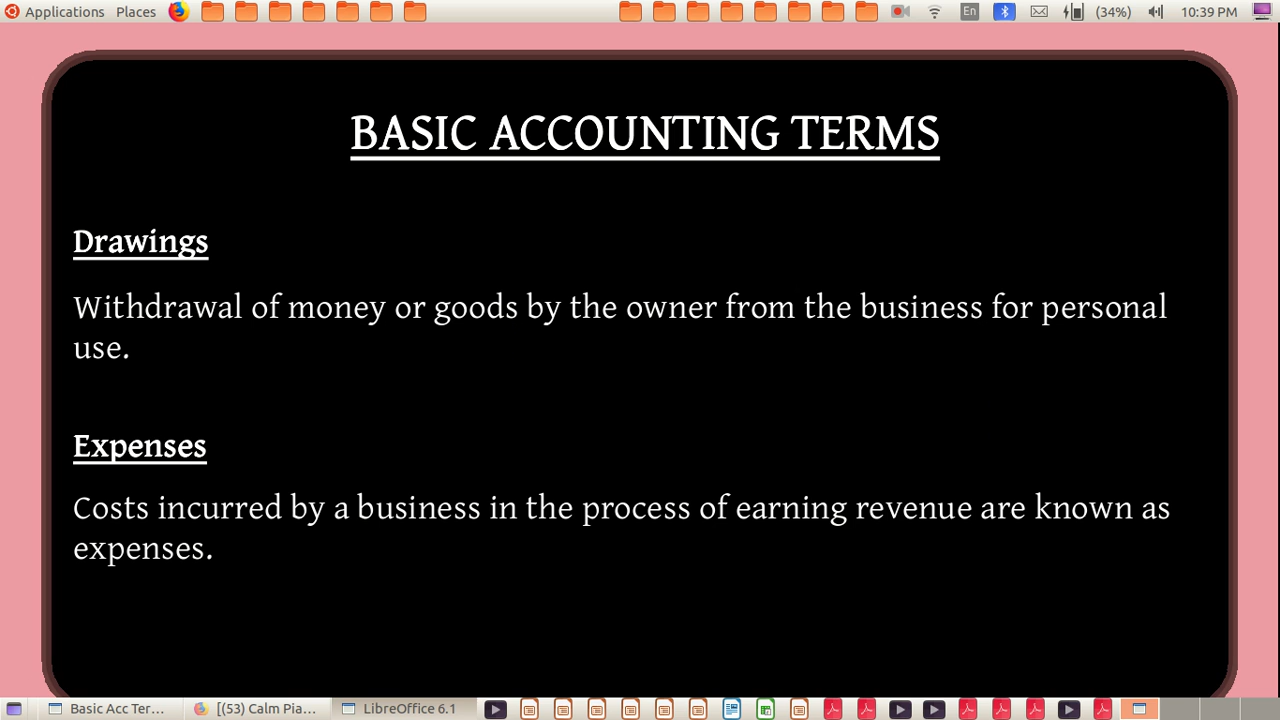 Applications Places En (34%) 10:39 PM
BASIC ACCOUNTING TERMS
Drawings
Withdrawal of money or goods by the owner from the business for personal
use.
Expenses
Costs incurred by a business in the process of earning revenue are known as
expenses.
Basic Acc Ter... [(53) Calm Pia... LibreOffice 6.1